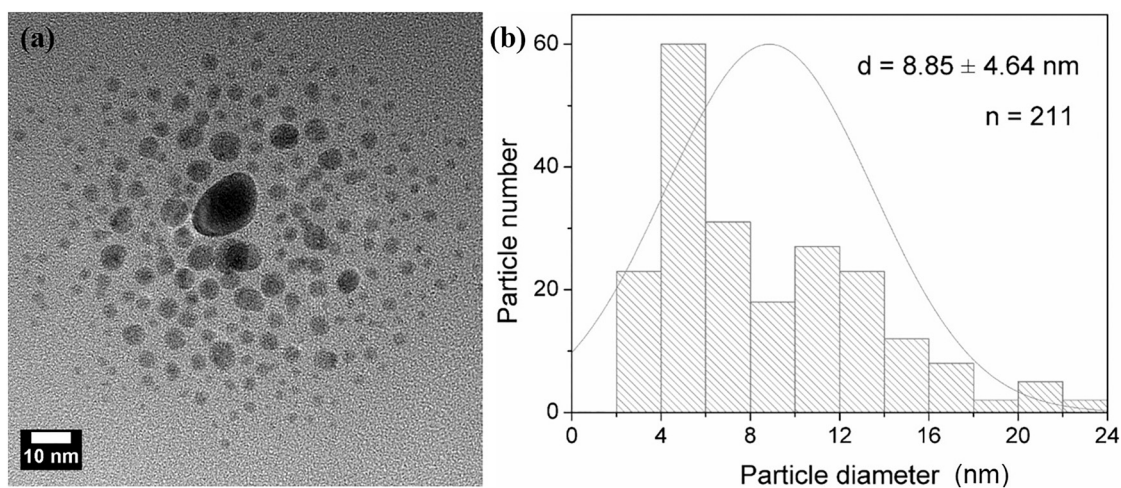 (a)
10 nm
(b)
d = 8.85 ± 4.64 nm
n = 211
Particle number
60
40
20
0
0 4 8 12 16 20 24
Particle diameter (nm)